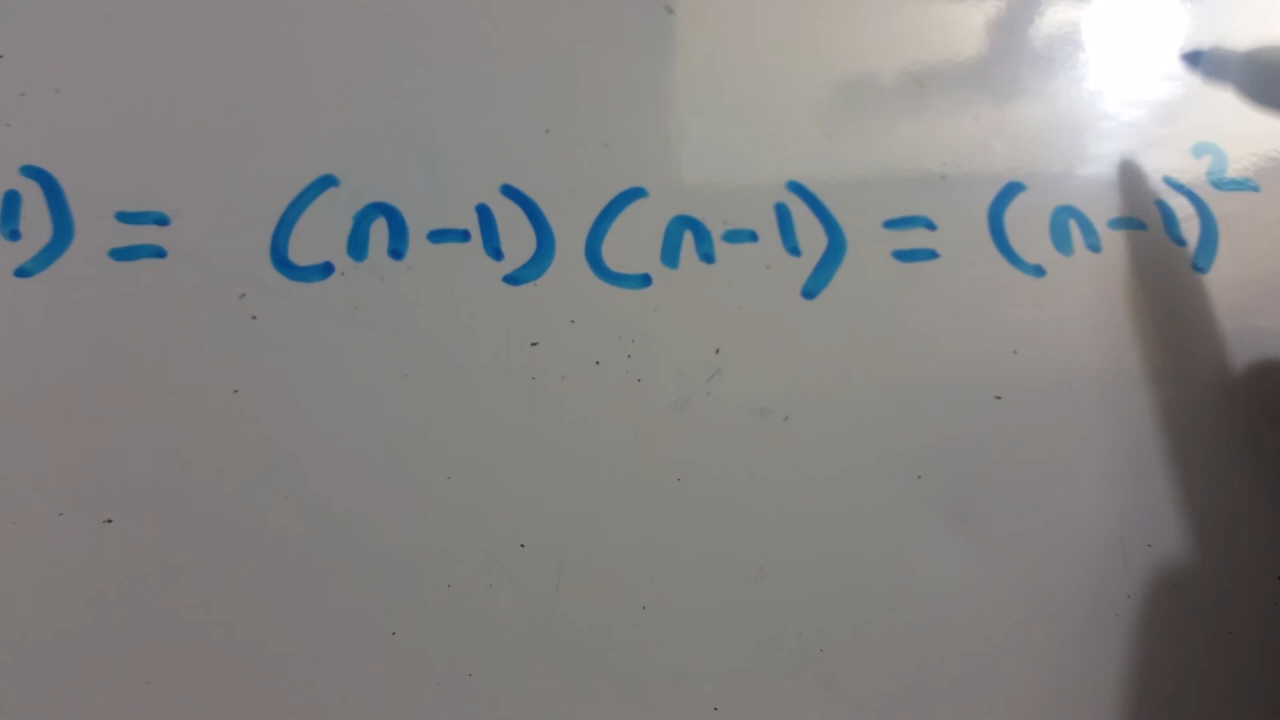 1) = (n-1)(n-1) = (n-1)²